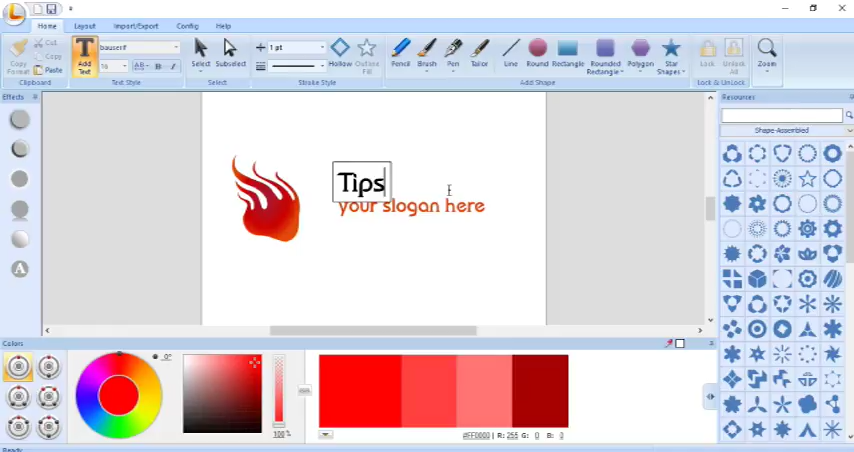 Home Layout Import/Export Config Help
Copy Format Cut Copy Paste Add Text bauserif 16 AB B I Select Subselect 1 pt Hollow Outline Fill Pencil Brush Pen Tailor Line Round Rectangle Rounded Rectangle Polygon Star Shapes Lock Unlock All Zoom
Clipboard Text Style Select Stroke Style Add Shape Lock & UnLock
Effects
Resources
Shape-Assembled
A
Tips
your slogan here
Colors
0°
100 %
#FF0000 R: 255 G: 0 B: 0
Ready